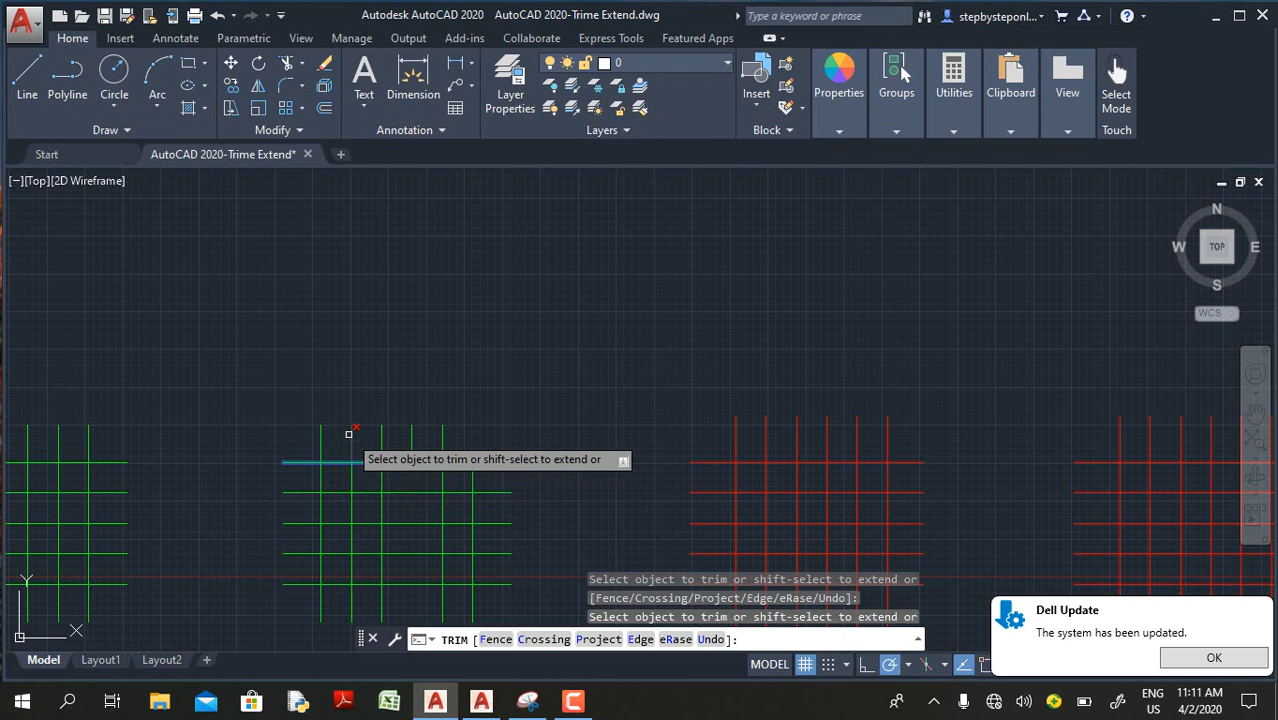 Autodesk AutoCAD 2020 AutoCAD 2020-Trime Extend.dwg
Type a keyword or phrase
stepbysteponl...
Home Insert Annotate Parametric View Manage Output Add-ins Collaborate Express Tools Featured Apps
Line Polyline Circle Arc
Text Dimension
Layer Properties
0
Insert
Properties Groups Utilities Clipboard View
Select Mode
Draw Modify Annotation Layers Block Touch
Start AutoCAD 2020-Trime Extend*
[−][Top][2D Wireframe]
N
W TOP E
S
WCS
Select object to trim or shift-select to extend or
Y
X
Select object to trim or shift-select to extend or
[Fence/Crossing/Project/Edge/eRase/Undo]:
Select object to trim or shift-select to extend or
TRIM [Fence Crossing Project Edge eRase Undo]:
Dell Update
The system has been updated.
OK
Model Layout1 Layout2
MODEL
ENG
US
11:11 AM
4/2/2020